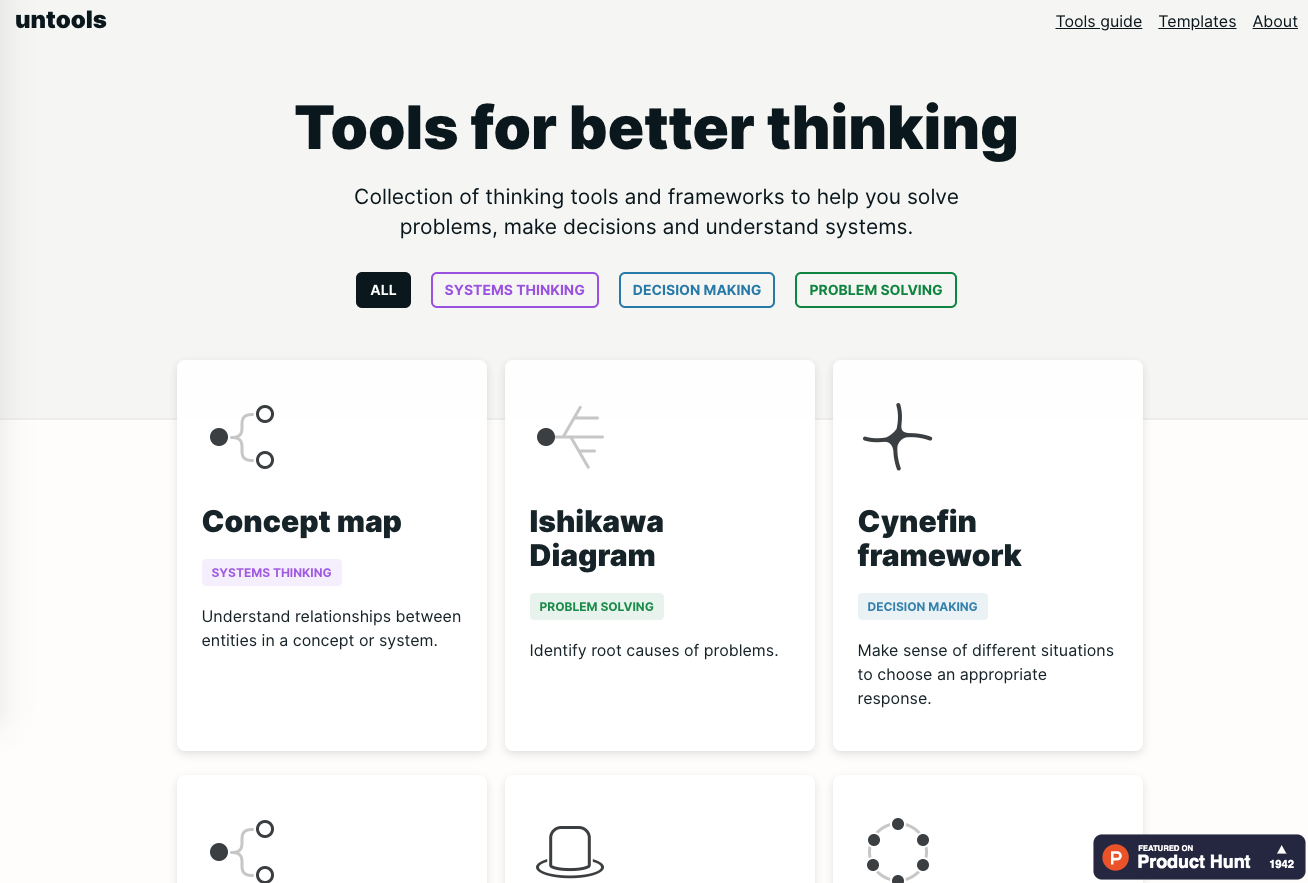 untools
Tools guide Templates About
Tools for better thinking
Collection of thinking tools and frameworks to help you solve
problems, make decisions and understand systems.
ALL SYSTEMS THINKING DECISION MAKING PROBLEM SOLVING
Concept map
SYSTEMS THINKING
Understand relationships between
entities in a concept or system.
Ishikawa
Diagram
PROBLEM SOLVING
Identify root causes of problems.
Cynefin
framework
DECISION MAKING
Make sense of different situations
to choose an appropriate
response.
P
FEATURED ON
Product Hunt
▲
1942